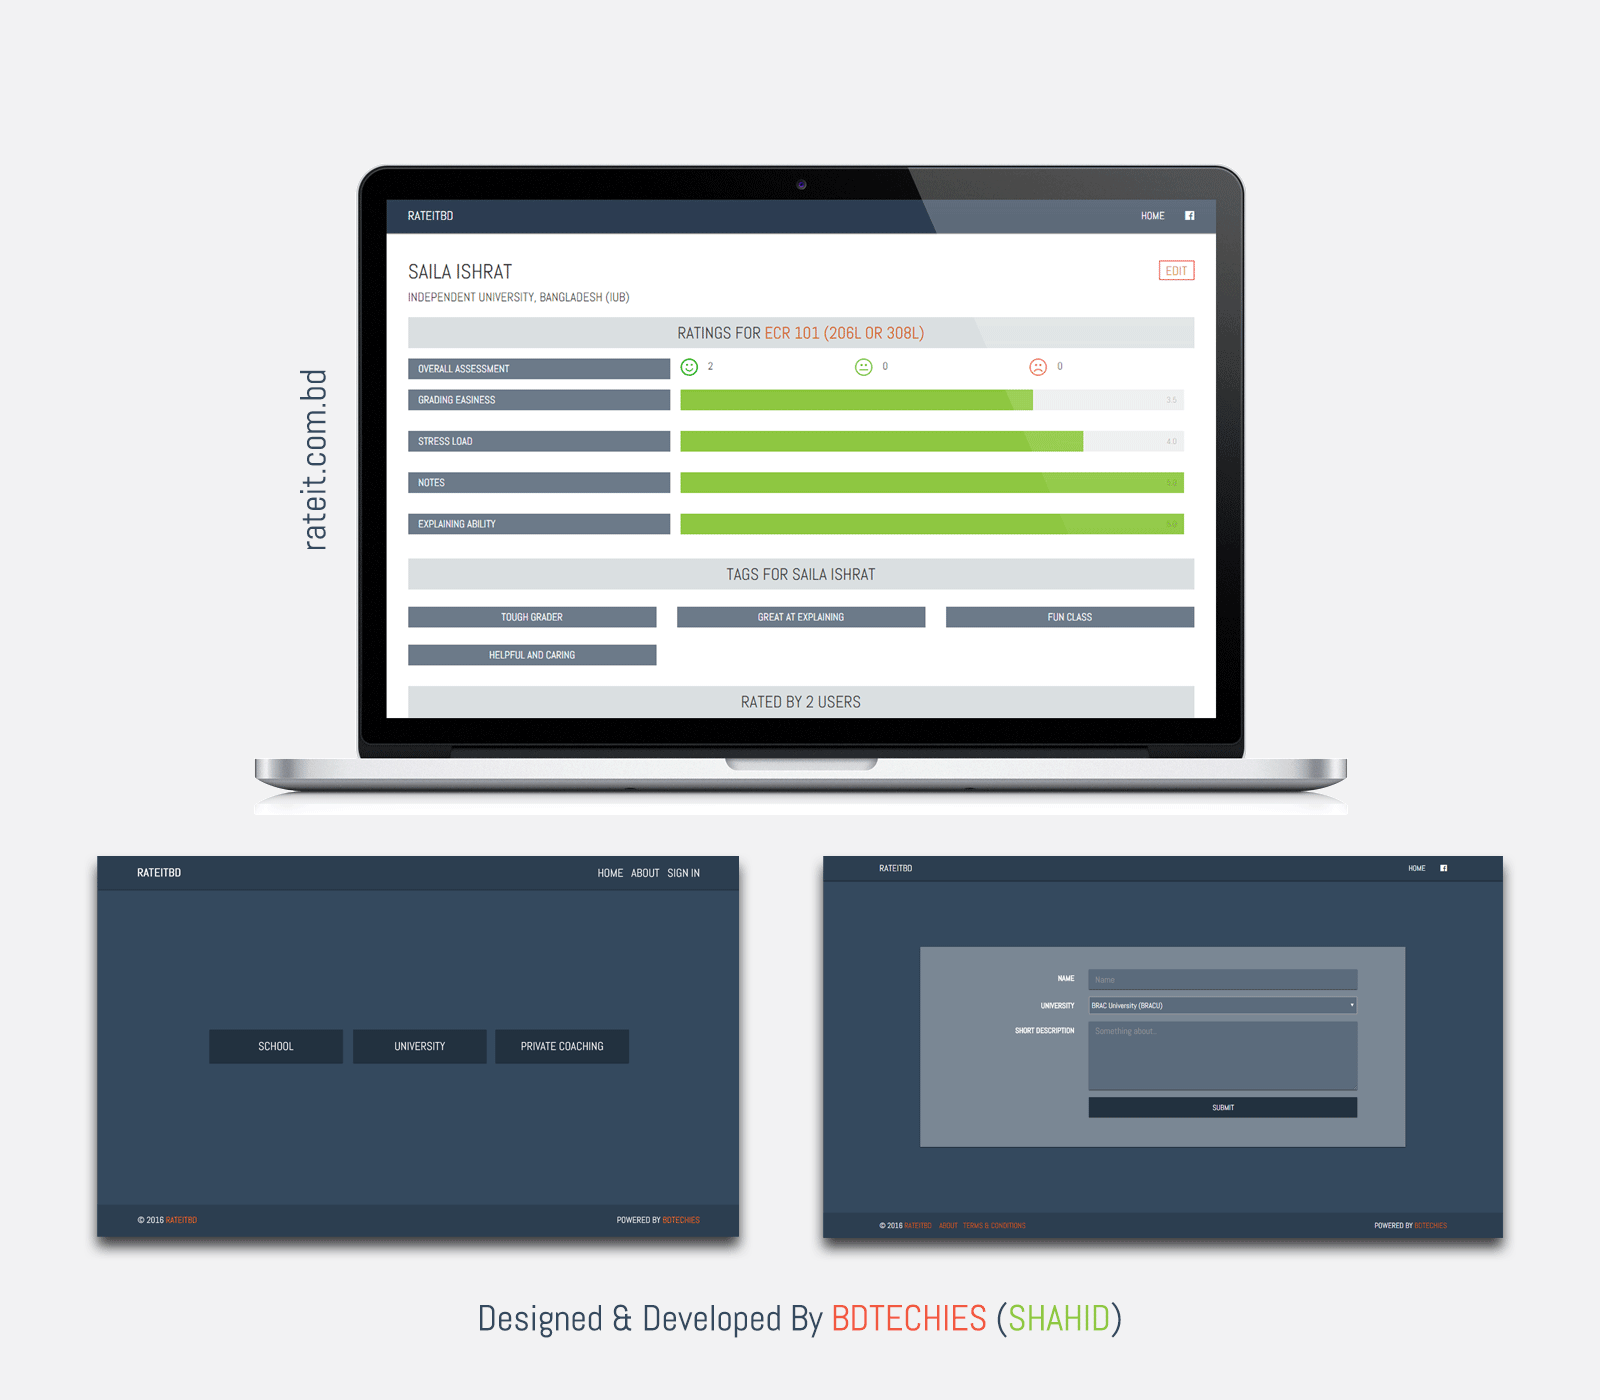 RATEITBD
HOME
SAILA ISHRAT
EDIT
INDEPENDENT UNIVERSITY, BANGLADESH (IUB)
RATINGS FOR ECR 101 (206L OR 308L)
OVERALL ASSESSMENT 2 0 0
GRADING EASINESS 3.5
STRESS LOAD 4.0
NOTES 5.0
EXPLAINING ABILITY 5.0
TAGS FOR SAILA ISHRAT
TOUGH GRADER GREAT AT EXPLAINING FUN CLASS
HELPFUL AND CARING
RATED BY 2 USERS
rateit.com.bd
RATEITBD
HOME ABOUT SIGN IN
SCHOOL UNIVERSITY PRIVATE COACHING
© 2016 RATEITBD
POWERED BY BDTECHIES
RATEITBD
HOME
NAME Name
UNIVERSITY BRAC University (BRACU)
SHORT DESCRIPTION Something about...
SUBMIT
© 2016 RATEITBD ABOUT TERMS & CONDITIONS
POWERED BY BDTECHIES
Designed & Developed By BDTECHIES (SHAHID)